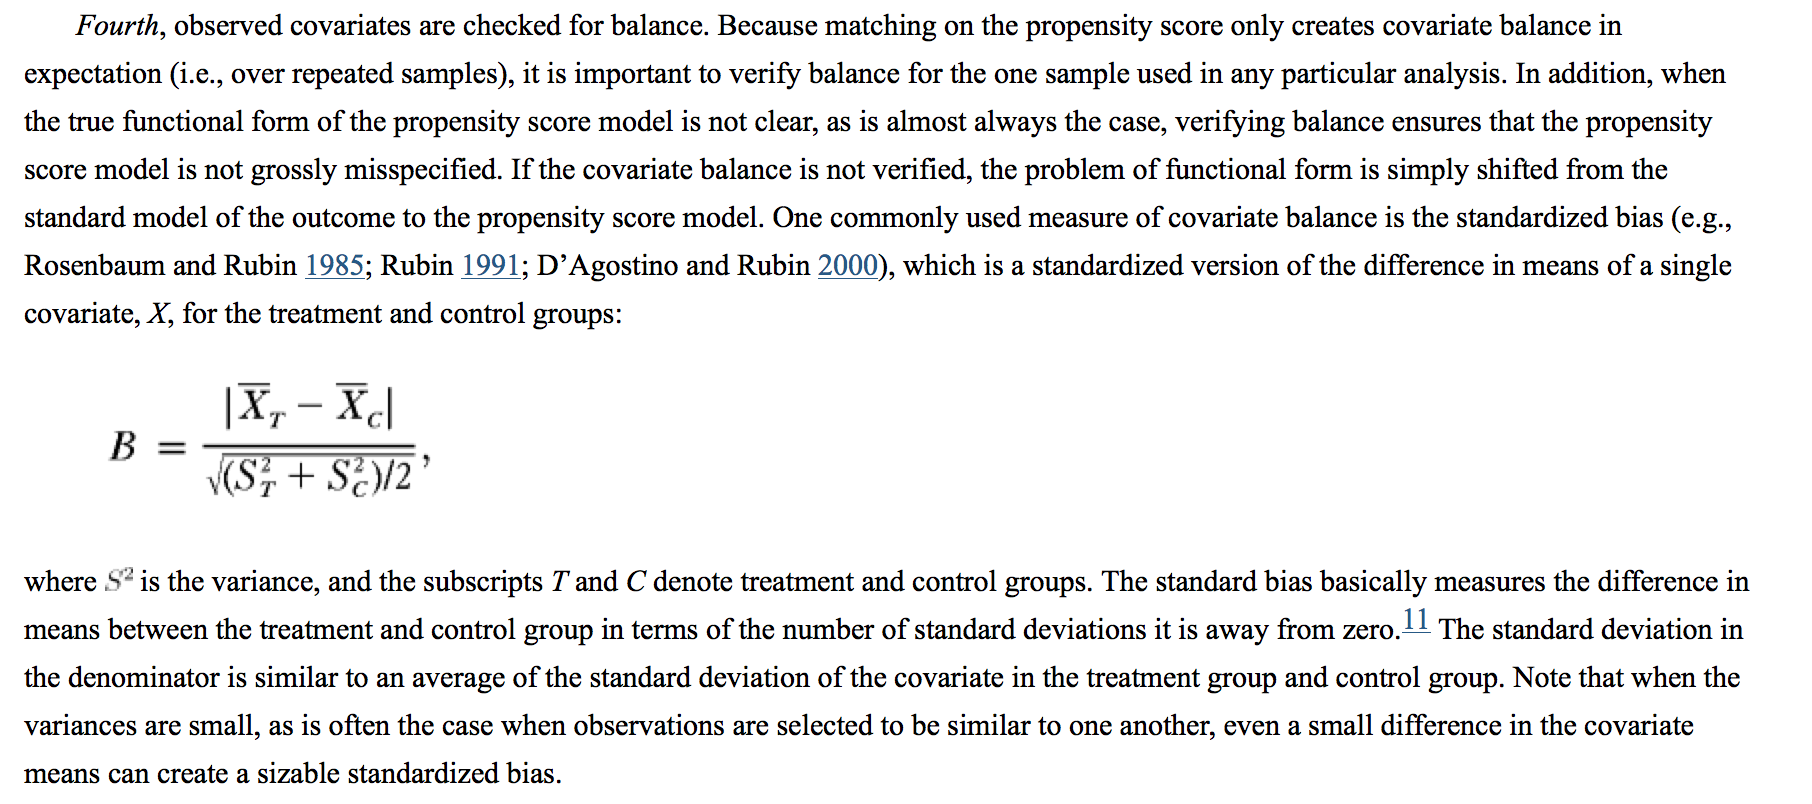 Fourth, observed covariates are checked for balance. Because matching on the propensity score only creates covariate balance in
expectation (i.e., over repeated samples), it is important to verify balance for the one sample used in any particular analysis. In addition, when
the true functional form of the propensity score model is not clear, as is almost always the case, verifying balance ensures that the propensity
score model is not grossly misspecified. If the covariate balance is not verified, the problem of functional form is simply shifted from the
standard model of the outcome to the propensity score model. One commonly used measure of covariate balance is the standardized bias (e.g.,
Rosenbaum and Rubin 1985; Rubin 1991; D’Agostino and Rubin 2000), which is a standardized version of the difference in means of a single
covariate, X, for the treatment and control groups:
B = |X̅_T − X̅_C| / √(S²_T + S²_C)/2,
where S² is the variance, and the subscripts T and C denote treatment and control groups. The standard bias basically measures the difference in
means between the treatment and control group in terms of the number of standard deviations it is away from zero.11 The standard deviation in
the denominator is similar to an average of the standard deviation of the covariate in the treatment group and control group. Note that when the
variances are small, as is often the case when observations are selected to be similar to one another, even a small difference in the covariate
means can create a sizable standardized bias.